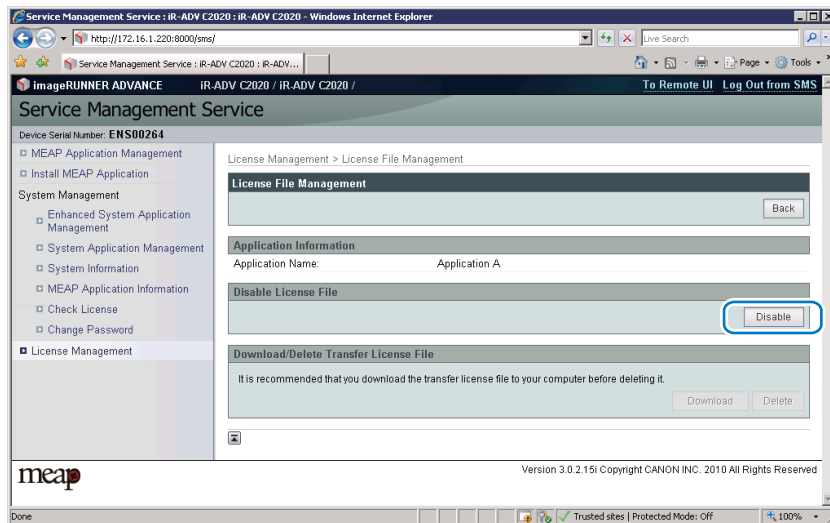 Service Management Service : iR-ADV C2020 : iR-ADV C2020 - Windows Internet Explorer
http://172.16.1.220:8000/sms/
Live Search
Service Management Service : iR-ADV C2020 : iR-ADV...
Page
Tools
imageRUNNER ADVANCE iR-ADV C2020 / iR-ADV C2020 /
To Remote UI Log Out from SMS
Service Management Service
Device Serial Number: ENS00264
MEAP Application Management
Install MEAP Application
System Management
Enhanced System Application
Management
System Application Management
System Information
MEAP Application Information
Check License
Change Password
License Management
License Management > License File Management
License File Management
Back
Application Information
Application Name: Application A
Disable License File
Disable
Download/Delete Transfer License File
It is recommended that you download the transfer license file to your computer before deleting it.
Download Delete
meap
Version 3.0.2.15i Copyright CANON INC. 2010 All Rights Reserved
Done
Trusted sites | Protected Mode: Off
100%